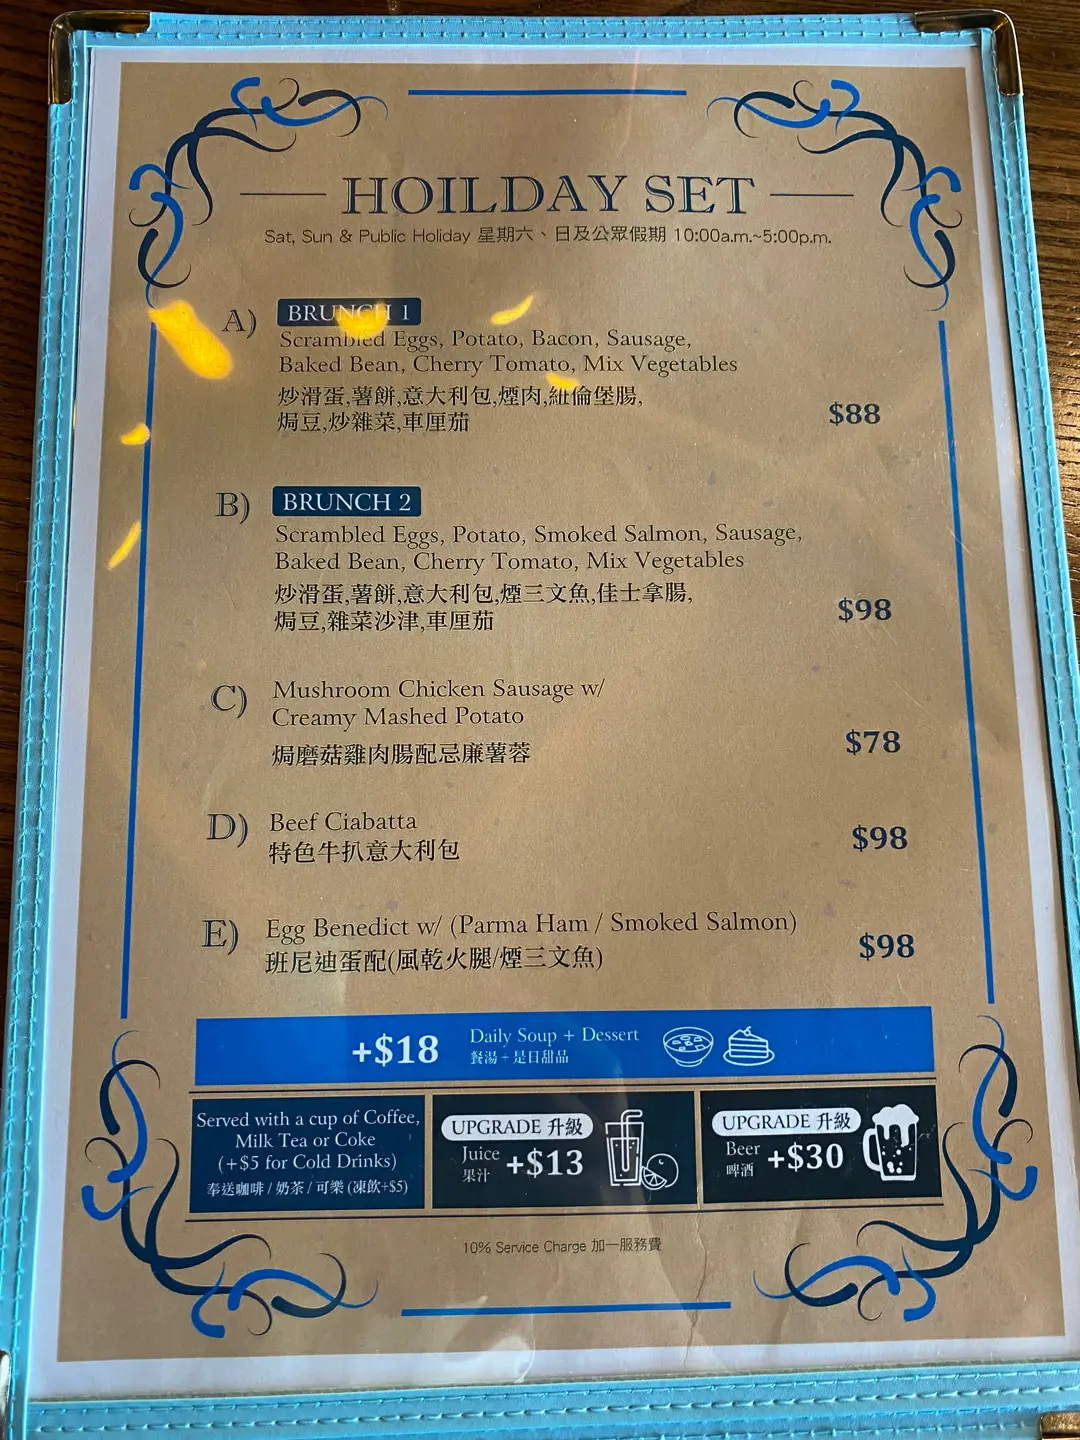 HOILDAY SET
Sat, Sun & Public Holiday 星期六、日及公眾假期 10:00a.m.~5:00p.m.
A) BRUNCH 1
Scrambled Eggs, Potato, Bacon, Sausage,
Baked Bean, Cherry Tomato, Mix Vegetables
炒滑蛋,薯餅,意大利包,煙肉,紐倫堡腸,
焗豆,炒雜菜,車厘茄
$88
B) BRUNCH 2
Scrambled Eggs, Potato, Smoked Salmon, Sausage,
Baked Bean, Cherry Tomato, Mix Vegetables
炒滑蛋,薯餅,意大利包,煙三文魚,佳士拿腸,
焗豆,雜菜沙津,車厘茄
$98
C) Mushroom Chicken Sausage w/
Creamy Mashed Potato
焗磨菇雞肉腸配忌廉薯蓉
$78
D) Beef Ciabatta
特色牛扒意大利包
$98
E) Egg Benedict w/ (Parma Ham / Smoked Salmon)
班尼迪蛋配(風乾火腿/煙三文魚)
$98
+$18
Daily Soup + Dessert
餐湯 + 是日甜品
Served with a cup of Coffee,
Milk Tea or Coke
(+$5 for Cold Drinks)
奉送咖啡 / 奶茶 / 可樂 (凍飲+$5)
UPGRADE 升級
Juice
果汁
+$13
UPGRADE 升級
Beer
啤酒
+$30
10% Service Charge 加一服務費